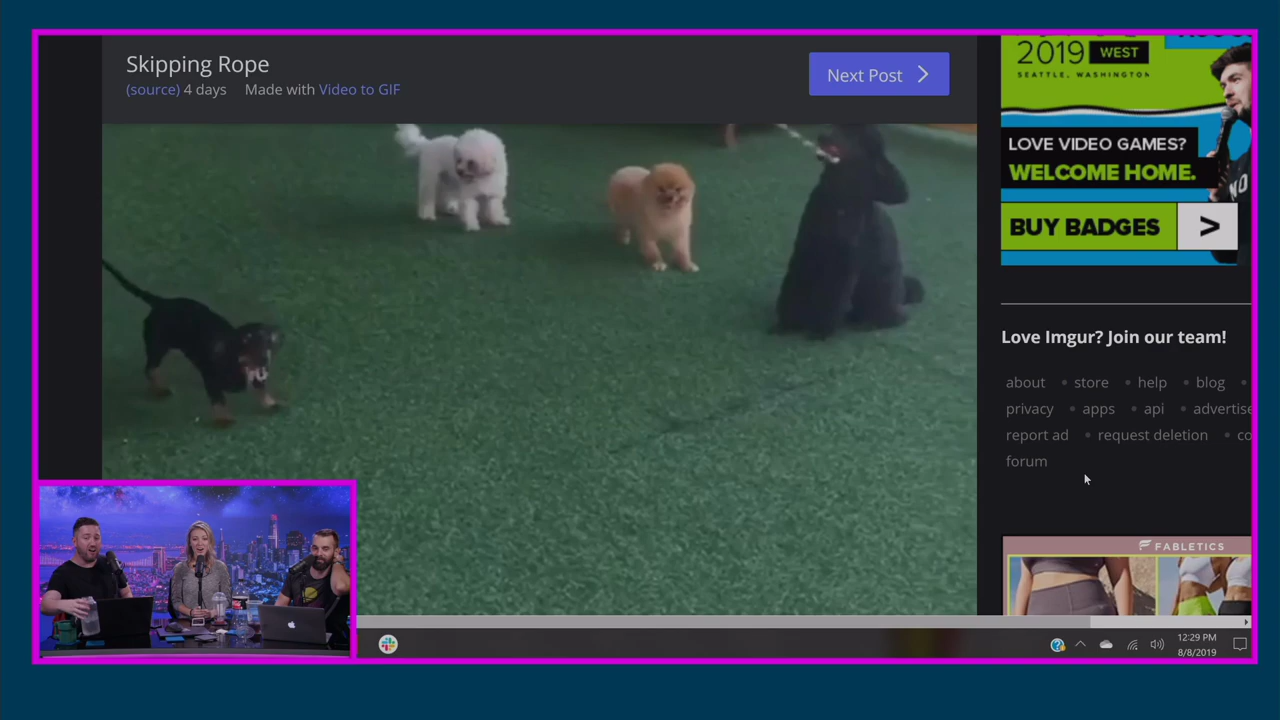 Skipping Rope
(source) 4 days Made with Video to GIF
Next Post
2019 WEST
SEATTLE, WASHINGTON
LOVE VIDEO GAMES?
WELCOME HOME.
BUY BADGES >
Love Imgur? Join our team!
about • store • help • blog •
privacy • apps • api • advertise
report ad • request deletion • co
forum
FABLETICS
12:29 PM
8/8/2019